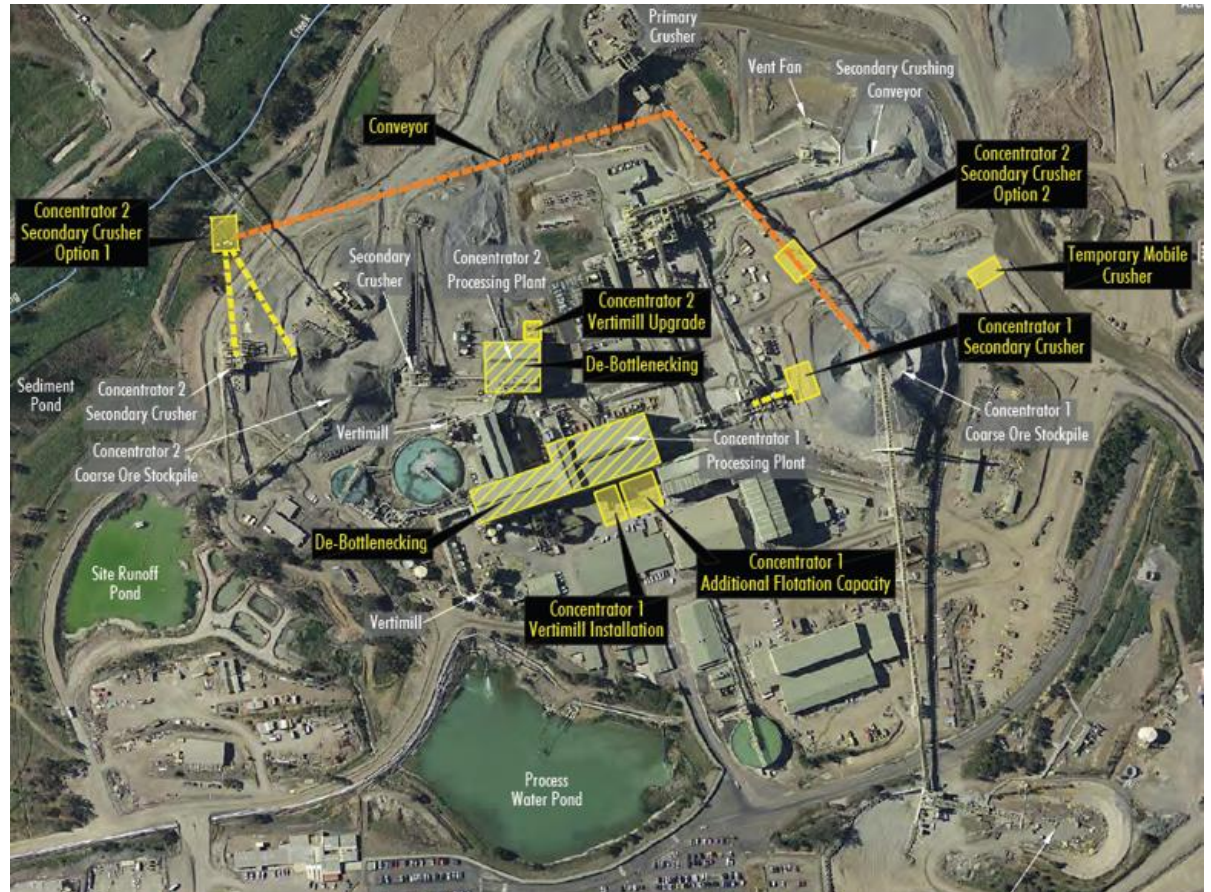 Creek
Primary
Crusher
Vent Fan
Secondary Crushing
Conveyor
Conveyor
Concentrator 2
Secondary Crusher
Option 2
Concentrator 2
Secondary Crusher
Option 1
Secondary
Crusher
Concentrator 2
Processing Plant
Temporary Mobile
Crusher
Concentrator 2
Vertimill Upgrade
Concentrator 1
Secondary Crusher
De-Bottlenecking
Sediment
Pond
Concentrator 2
Secondary Crusher
Concentrator 2
Coarse Ore Stockpile
Vertimill
Concentrator 1
Processing Plant
Concentrator 1
Coarse Ore Stockpile
De-Bottlenecking
Concentrator 1
Additional Flotation Capacity
Site Runoff
Pond
Vertimill
Concentrator 1
Vertimill Installation
Process
Water Pond